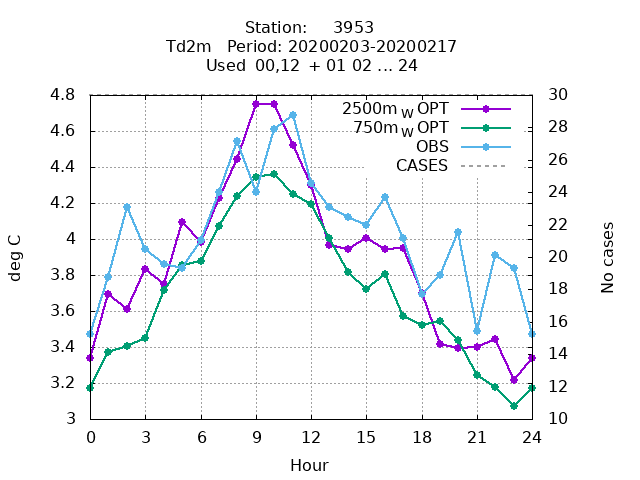 Station: 3953
Td2m Period: 20200203-20200217
Used 00,12 + 01 02 ... 24
2500m W OPT
750m W OPT
OBS
CASES
4.8
4.6
4.4
4.2
4
3.8
3.6
3.4
3.2
3
deg C
30
28
26
24
22
20
18
16
14
12
10
No cases
0 3 6 9 12 15 18 21 24
Hour